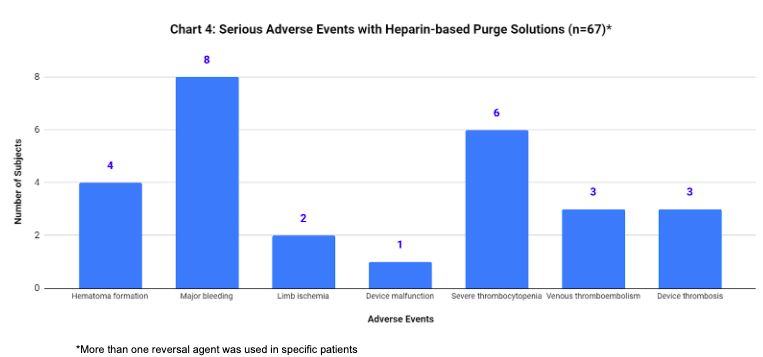 Chart 4: Serious Adverse Events with Heparin-based Purge Solutions (n=67)*
Number of Subjects
8
6
4
2
0
4
8
2
1
6
3
3
Hematoma formation
Major bleeding
Limb ischemia
Device malfunction
Severe thrombocytopenia
Venous thromboembolism
Device thrombosis
Adverse Events
*More than one reversal agent was used in specific patients